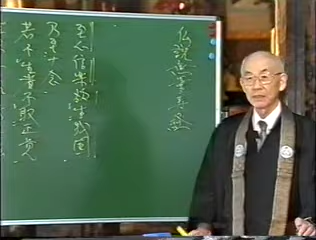 仏説無量寿経
至心信楽欲生我国
乃至十念
若不生者不取正覚